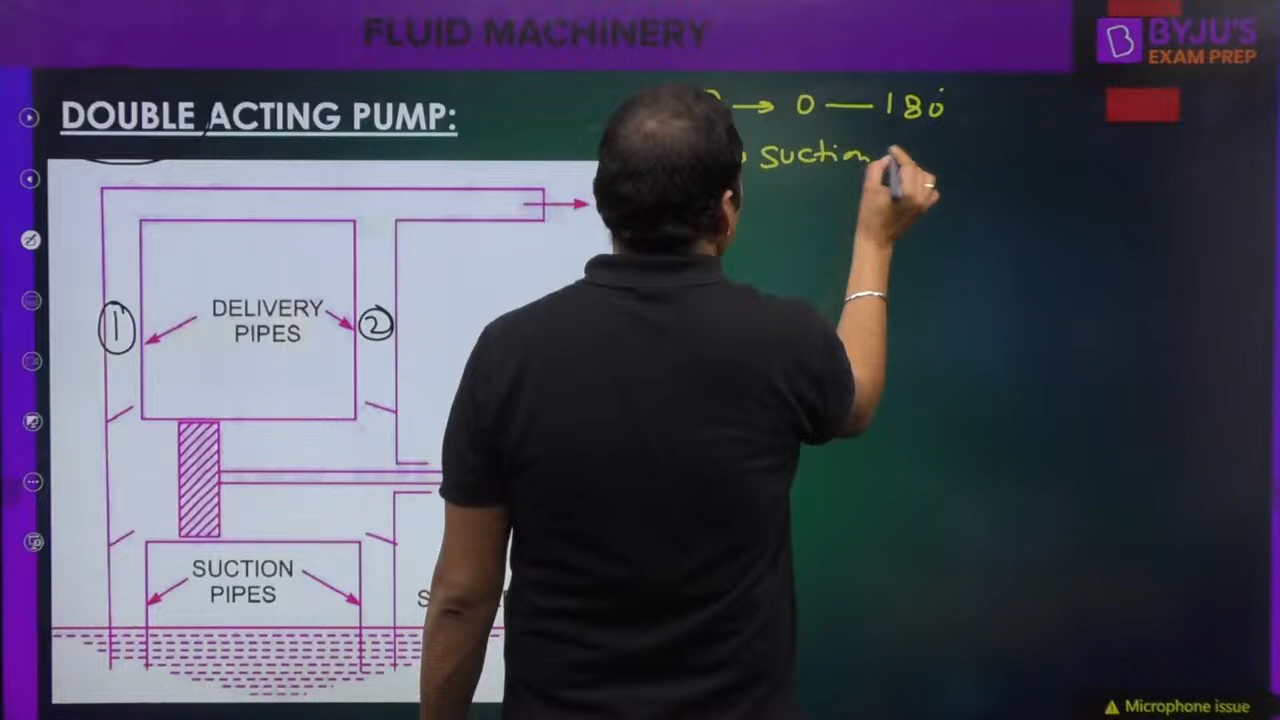 FLUID MACHINERY
BYJU'S
EXAM PREP
DOUBLE ACTING PUMP:
→ 0 — 180°
suction
DELIVERY
PIPES
1
2
SUCTION
PIPES
Microphone issue